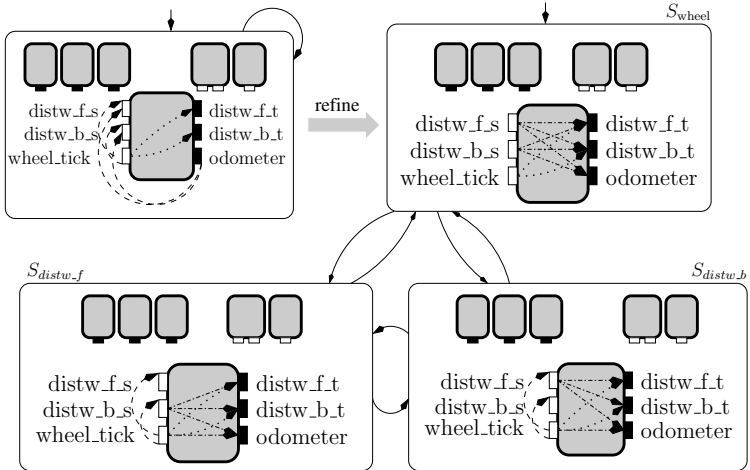 distw_f_s
distw_b_s
wheel_tick
distw_f_t
distw_b_t
odometer
refine
S_wheel
distw_f_s
distw_b_s
wheel_tick
distw_f_t
distw_b_t
odometer
S_distw_f
distw_f_s
distw_b_s
wheel_tick
distw_f_t
distw_b_t
odometer
S_distw_b
distw_f_s
distw_b_s
wheel_tick
distw_f_t
distw_b_t
odometer